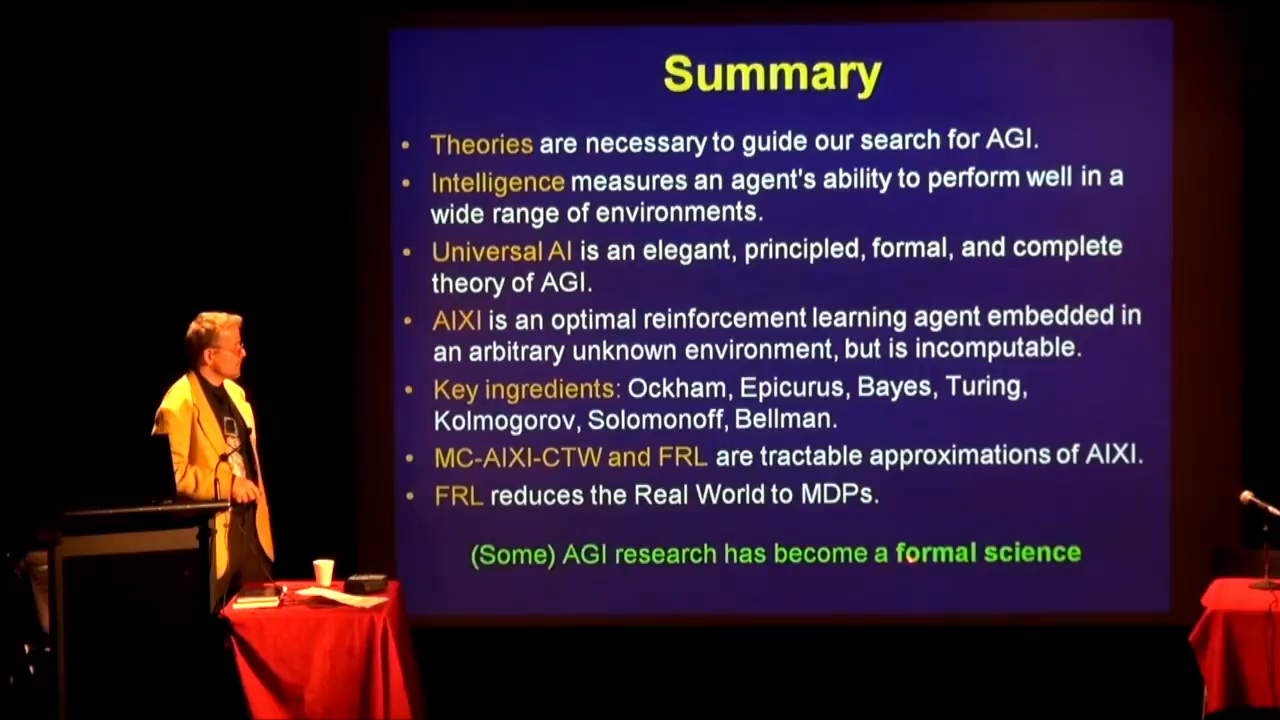 Summary
• Theories are necessary to guide our search for AGI.
• Intelligence measures an agent's ability to perform well in a
wide range of environments.
• Universal AI is an elegant, principled, formal, and complete
theory of AGI.
• AIXI is an optimal reinforcement learning agent embedded in
an arbitrary unknown environment, but is incomputable.
• Key ingredients: Ockham, Epicurus, Bayes, Turing,
Kolmogorov, Solomonoff, Bellman.
• MC-AIXI-CTW and FRL are tractable approximations of AIXI.
• FRL reduces the Real World to MDPs.
(Some) AGI research has become a formal science